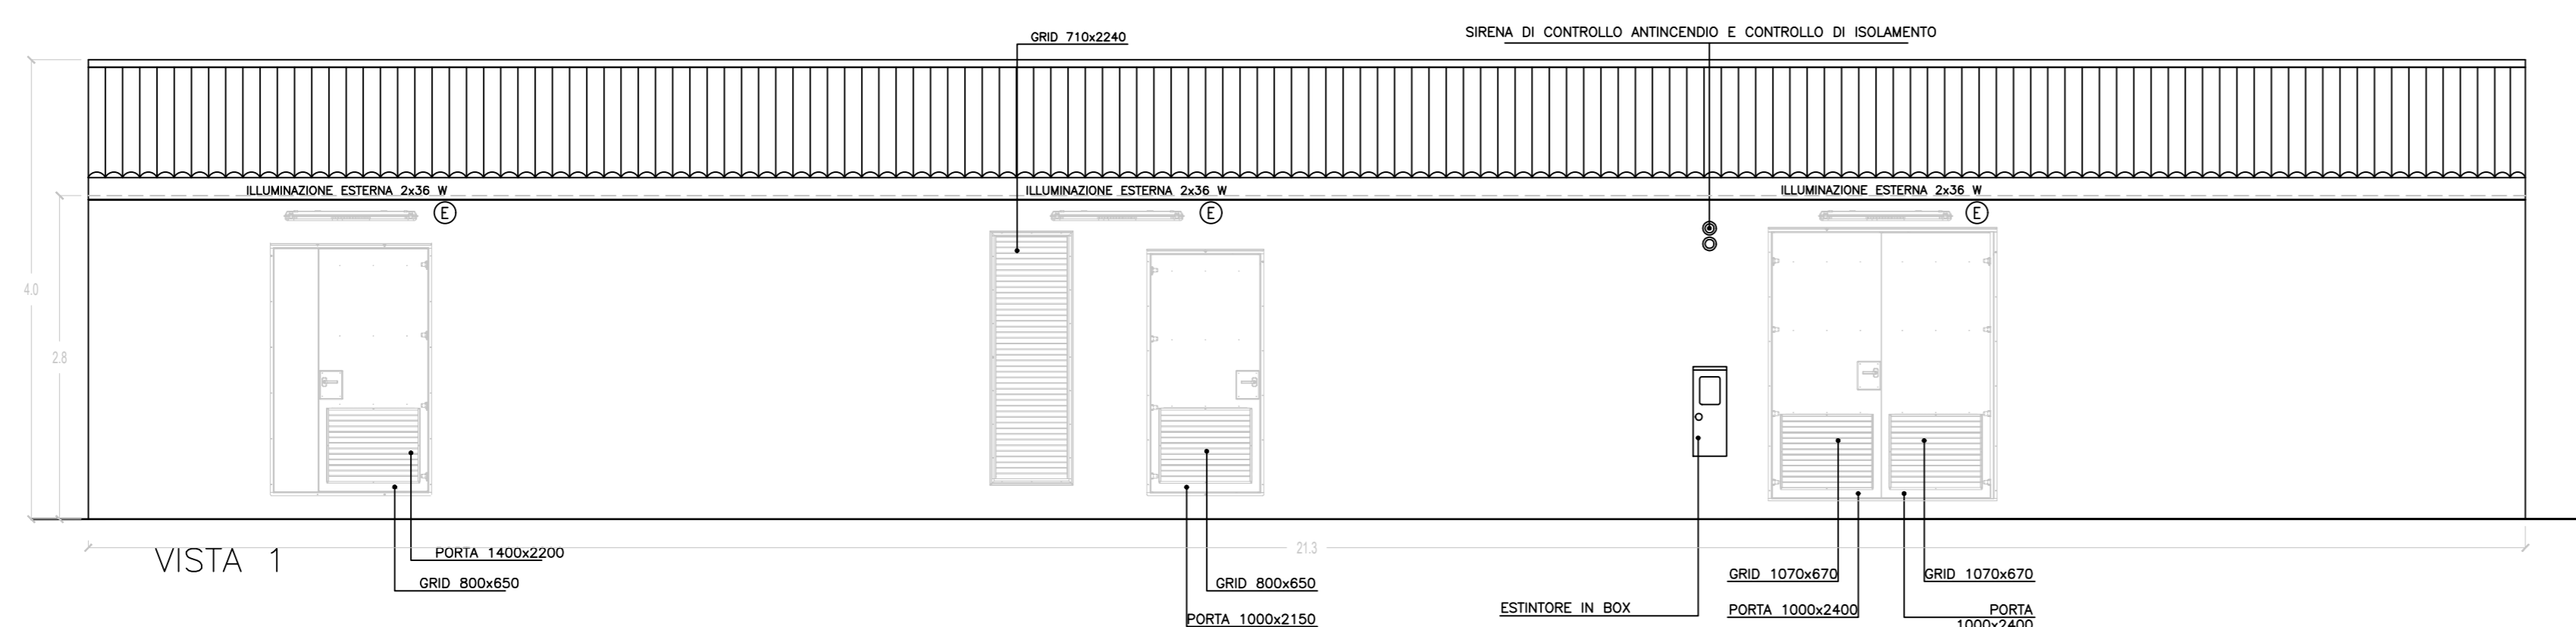 GRID 710x2240
SIRENA DI CONTROLLO ANTINCENDIO E CONTROLLO DI ISOLAMENTO
ILLUMINAZIONE ESTERNA 2x36 W
ILLUMINAZIONE ESTERNA 2x36 W
ILLUMINAZIONE ESTERNA 2x36 W
E
E
E
4.0
2.8
21.3
VISTA 1
PORTA 1400x2200
GRID 800x650
GRID 800x650
PORTA 1000x2150
ESTINTORE IN BOX
GRID 1070x670
GRID 1070x670
PORTA 1000x2400
PORTA
1000x2400